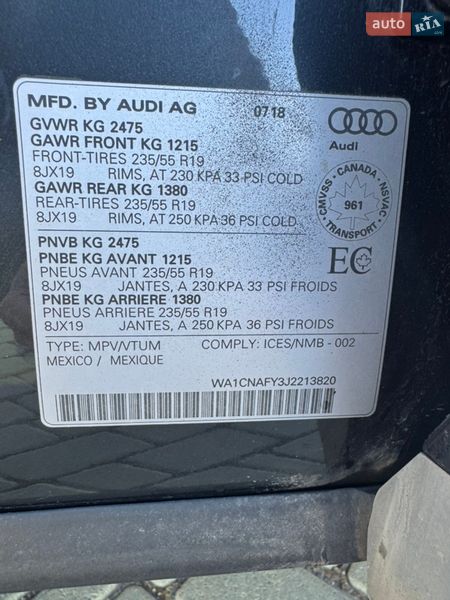 auto RIA
.com
MFD. BY AUDI AG 07 18
Audi
GVWR KG 2475
GAWR FRONT KG 1215
FRONT-TIRES 235/55 R19
8JX19 RIMS, AT 230 KPA 33 PSI COLD
GAWR REAR KG 1380
REAR-TIRES 235/55 R19
8JX19 RIMS, AT 250 KPA 36 PSI COLD
CMVSS - CANADA - NSVAC
961
TRANSPORT
PNVB KG 2475
PNBE KG AVANT 1215
PNEUS AVANT 235/55 R19
8JX19 JANTES, A 230 KPA 33 PSI FROIDS
PNBE KG ARRIERE 1380
PNEUS ARRIERE 235/55 R19
8JX19 JANTES, A 250 KPA 36 PSI FROIDS
EC
TYPE: MPV/VTUM COMPLY: ICES/NMB - 002
MEXICO / MEXIQUE
WA1CNAFY3J2213820